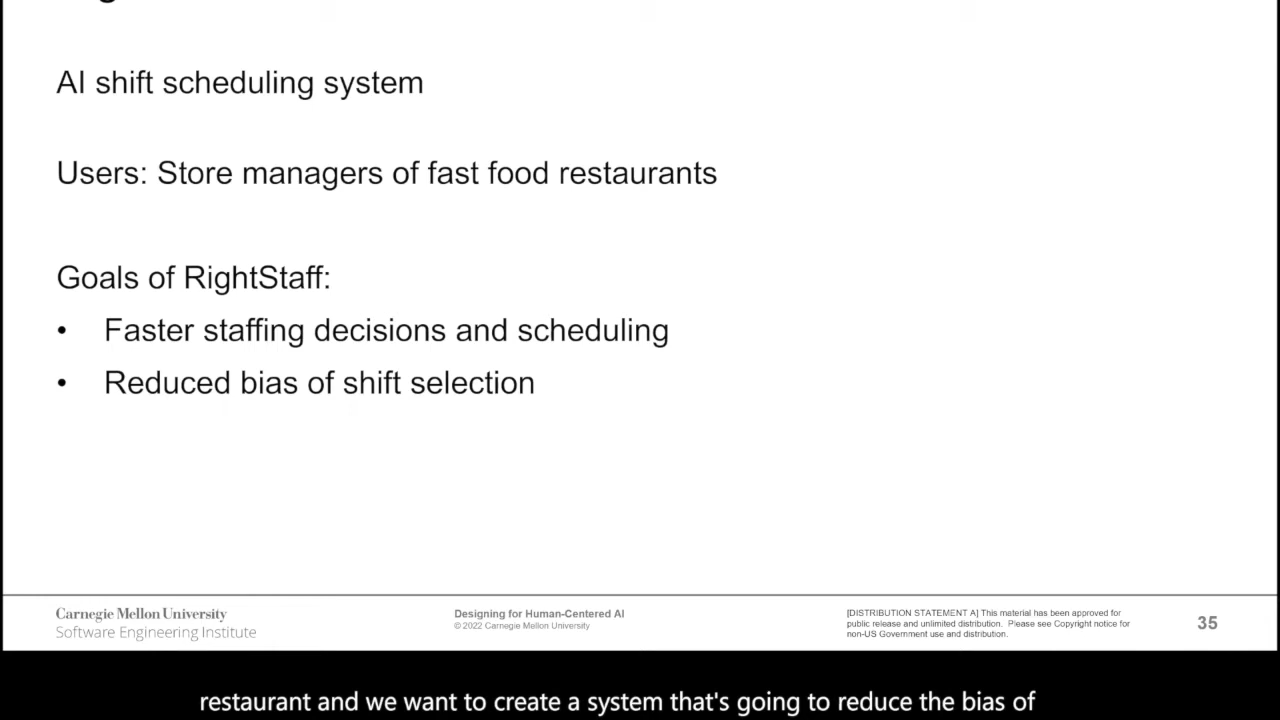 AI shift scheduling system
Users: Store managers of fast food restaurants
Goals of RightStaff:
• Faster staffing decisions and scheduling
• Reduced bias of shift selection
Carnegie Mellon University
Software Engineering Institute
Designing for Human-Centered AI
© 2022 Carnegie Mellon University
[DISTRIBUTION STATEMENT A] This material has been approved for
public release and unlimited distribution. Please see Copyright notice for
non-US Government use and distribution.
35
restaurant and we want to create a system that's going to reduce the bias of